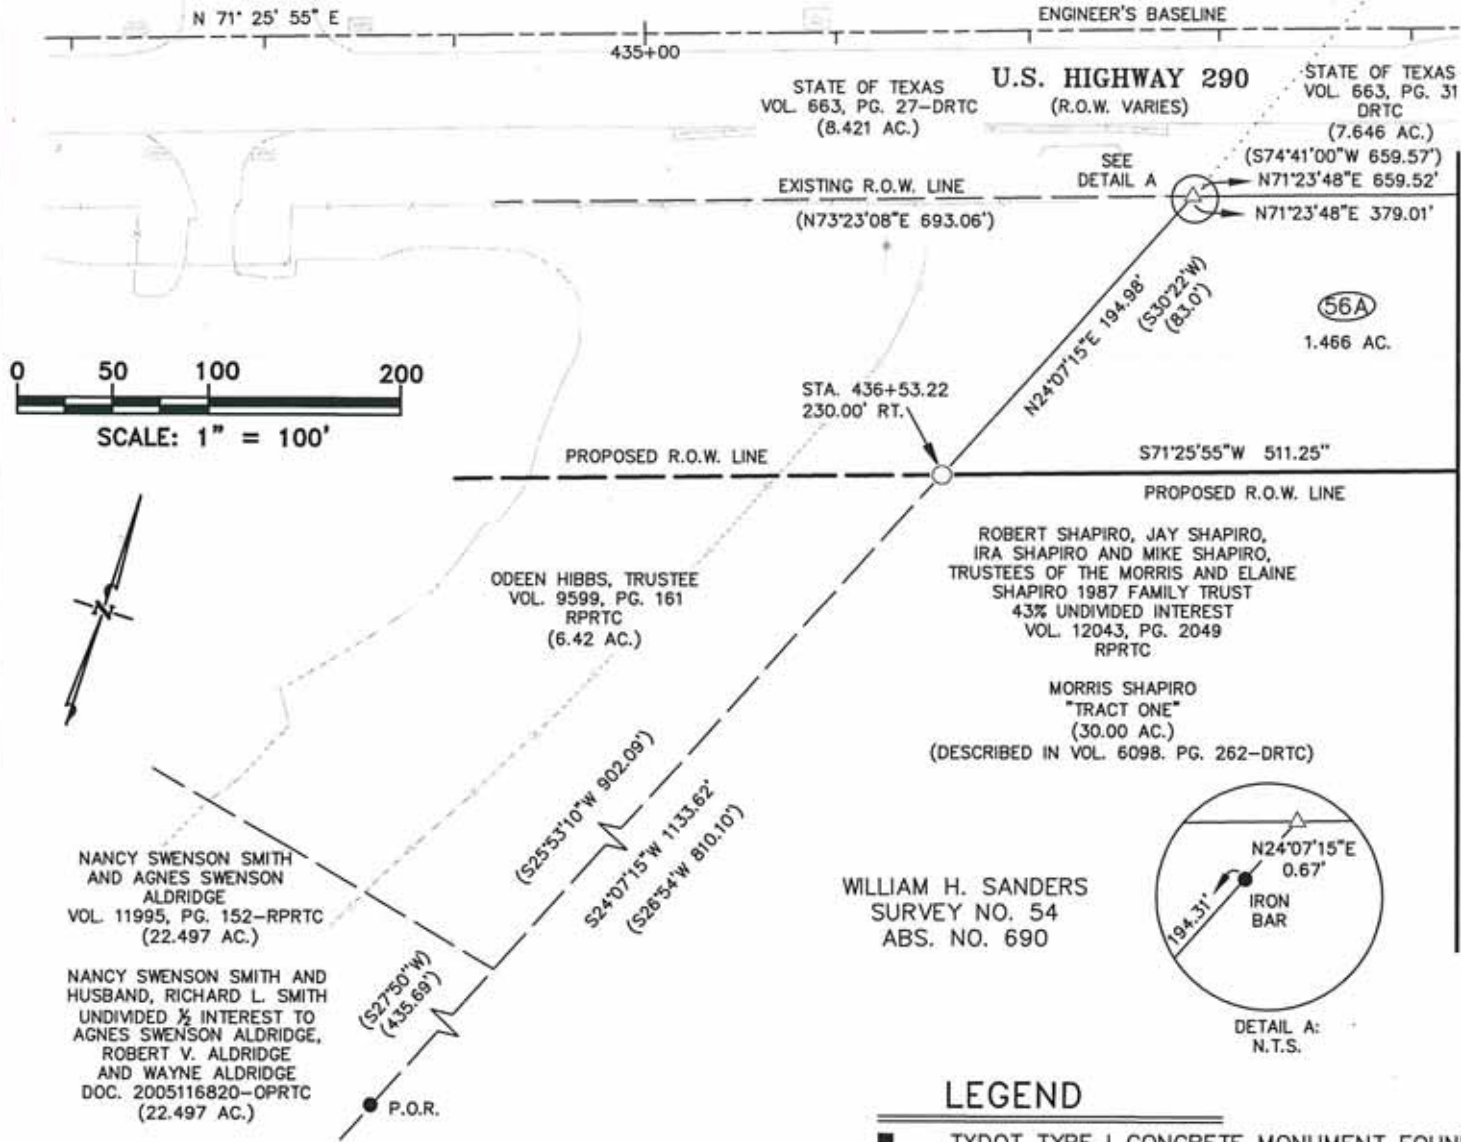 N 71° 25' 55" E
ENGINEER'S BASELINE
435+00
STATE OF TEXAS
VOL. 663, PG. 27-DRTC
(8.421 AC.)
U.S. HIGHWAY 290
(R.O.W. VARIES)
STATE OF TEXAS
VOL. 663, PG. 31
DRTC
(7.646 AC.)
(S74°41'00"W 659.57')
N71°23'48"E 659.52'
N71°23'48"E 379.01'
SEE
DETAIL A
EXISTING R.O.W. LINE
(N73°23'08"E 693.06')
N24°07'15"E 194.98'
(S30°22'W)
(83.0')
56A
1.466 AC.
0 50 100 200
SCALE: 1" = 100'
STA. 436+53.22
230.00' RT.
PROPOSED R.O.W. LINE
S71°25'55"W 511.25"
PROPOSED R.O.W. LINE
N
ODEEN HIBBS, TRUSTEE
VOL. 9599, PG. 161
RPRTC
(6.42 AC.)
ROBERT SHAPIRO, JAY SHAPIRO,
IRA SHAPIRO AND MIKE SHAPIRO,
TRUSTEES OF THE MORRIS AND ELAINE
SHAPIRO 1987 FAMILY TRUST
43% UNDIVIDED INTEREST
VOL. 12043, PG. 2049
RPRTC
MORRIS SHAPIRO
"TRACT ONE"
(30.00 AC.)
(DESCRIBED IN VOL. 6098. PG. 262-DRTC)
(S25°53'10"W 902.09')
S24°07'15"W 1133.62'
(S26°54'W 810.10')
NANCY SWENSON SMITH
AND AGNES SWENSON
ALDRIDGE
VOL. 11995, PG. 152-RPRTC
(22.497 AC.)
NANCY SWENSON SMITH AND
HUSBAND, RICHARD L. SMITH
UNDIVIDED ½ INTEREST TO
AGNES SWENSON ALDRIDGE,
ROBERT V. ALDRIDGE
AND WAYNE ALDRIDGE
DOC. 2005116820-OPRTC
(22.497 AC.)
(S27°50"W)
(435.69')
P.O.R.
WILLIAM H. SANDERS
SURVEY NO. 54
ABS. NO. 690
N24°07'15"E
0.67'
194.31'
IRON
BAR
DETAIL A:
N.T.S.
LEGEND
TXDOT TYPE I CONCRETE MONUMENT FOUN